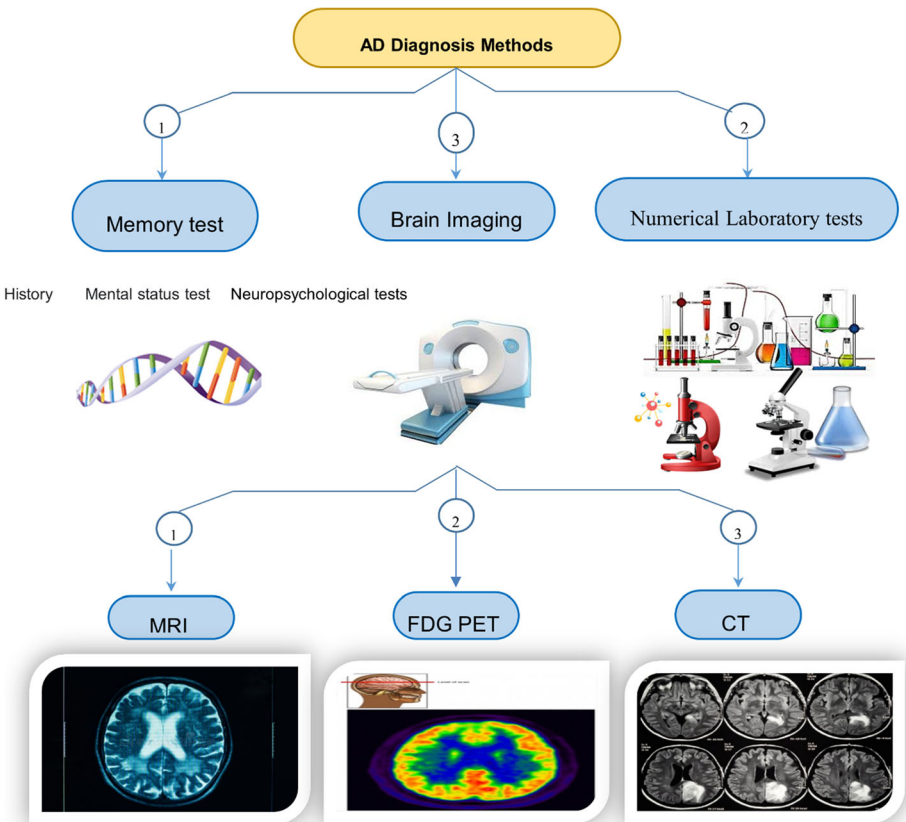 AD Diagnosis Methods
1
3
2
Memory test
Brain Imaging
Numerical Laboratory tests
History
Mental status test
Neuropsychological tests
1
2
3
MRI
FDG PET
CT